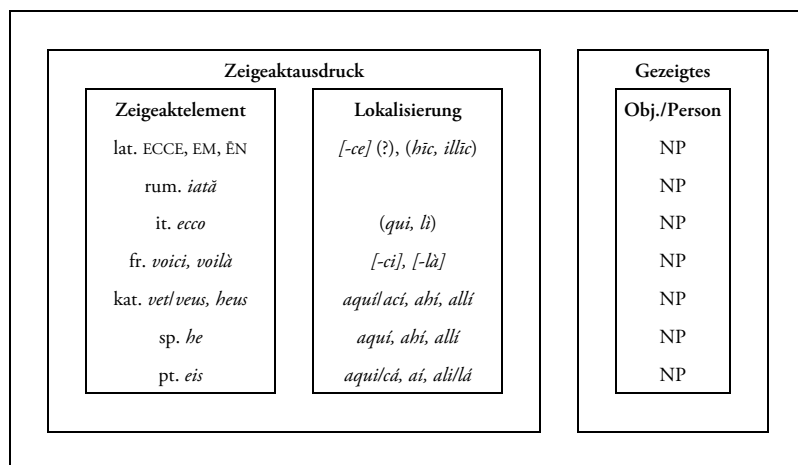 Zeigeaktausdruck Gezeigtes
Zeigeaktelement Lokalisierung Obj./Person
lat. ECCE, EM, ĒN [-ce] (?), (hīc, illīc) NP
rum. iată NP
it. ecco (qui, lì) NP
fr. voici, voilà [-ci], [-là] NP
kat. vet/veus, heus aquí/ací, ahí, allí NP
sp. he aquí, ahí, allí NP
pt. eis aqui/cá, aí, ali/lá NP